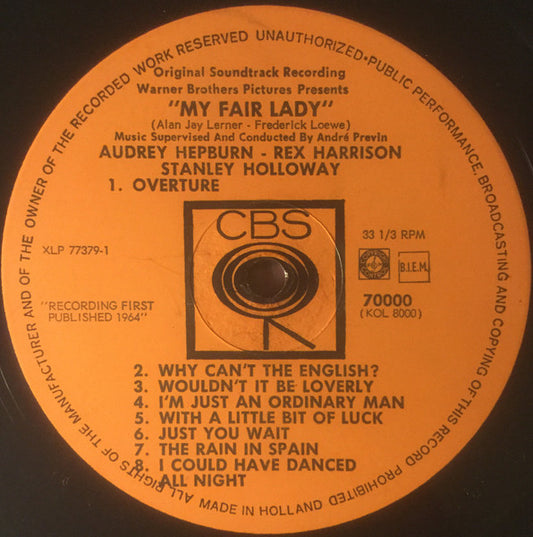 ALL RIGHTS OF THE MANUFACTURER AND OF THE OWNER OF THE RECORDED WORK RESERVED UNAUTHORIZED·PUBLIC PERFORMANCE, BROADCASTING AND COPYING OF THIS RECORD PROHIBITED
Original Soundtrack Recording
Warner Brothers Pictures Presents
"MY FAIR LADY"
(Alan Jay Lerner - Frederick Loewe)
Music Supervised And Conducted By André Previn
AUDREY HEPBURN - REX HARRISON
STANLEY HOLLOWAY
1. OVERTURE
CBS
XLP 77379-1
33 1/3 RPM
B.I.E.M.
"RECORDING FIRST
PUBLISHED 1964"
70000
(KOL 8000)
2. WHY CAN'T THE ENGLISH?
3. WOULDN'T IT BE LOVERLY
4. I'M JUST AN ORDINARY MAN
5. WITH A LITTLE BIT OF LUCK
6. JUST YOU WAIT
7. THE RAIN IN SPAIN
8. I COULD HAVE DANCED
ALL NIGHT
MADE IN HOLLAND